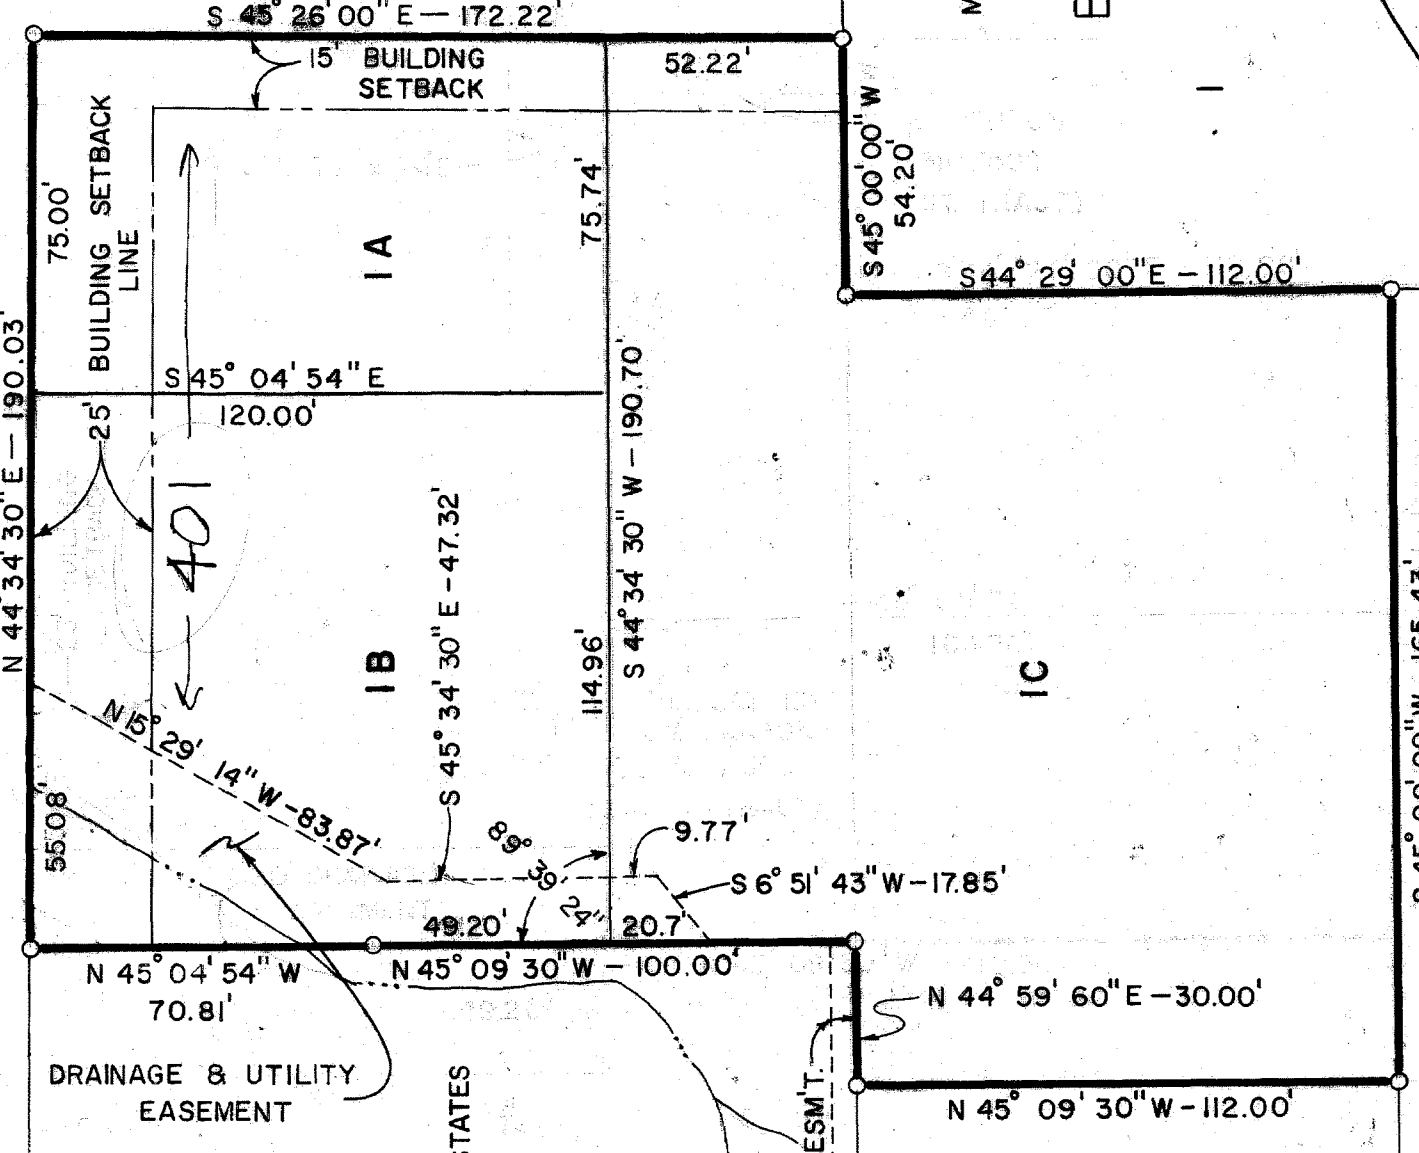 S 45° 26' 00" E — 172.22'
15' BUILDING
SETBACK
52.22'
S 45° 00' 00" W
54.20'
S 44° 29' 00" E — 112.00'
75.00'
25' BUILDING SETBACK
LINE
1A
75.74'
N 44° 34' 30" E — 190.03'
S 45° 04' 54" E
120.00'
401
S 44° 34' 30" W — 190.70'
1B
S 45° 34' 30" E - 47.32'
114.96'
1C
N 15° 29' 14" W - 83.87'
55.08'
89° 39' 24"
9.77'
S 6° 51' 43" W - 17.85'
49.20'
20.7'
N 45° 04' 54" W
70.81'
N 45° 09' 30" W - 100.00'
N 44° 59' 60" E - 30.00'
DRAINAGE & UTILITY
EASEMENT
ESM'T.
N 45° 09' 30" W - 112.00'